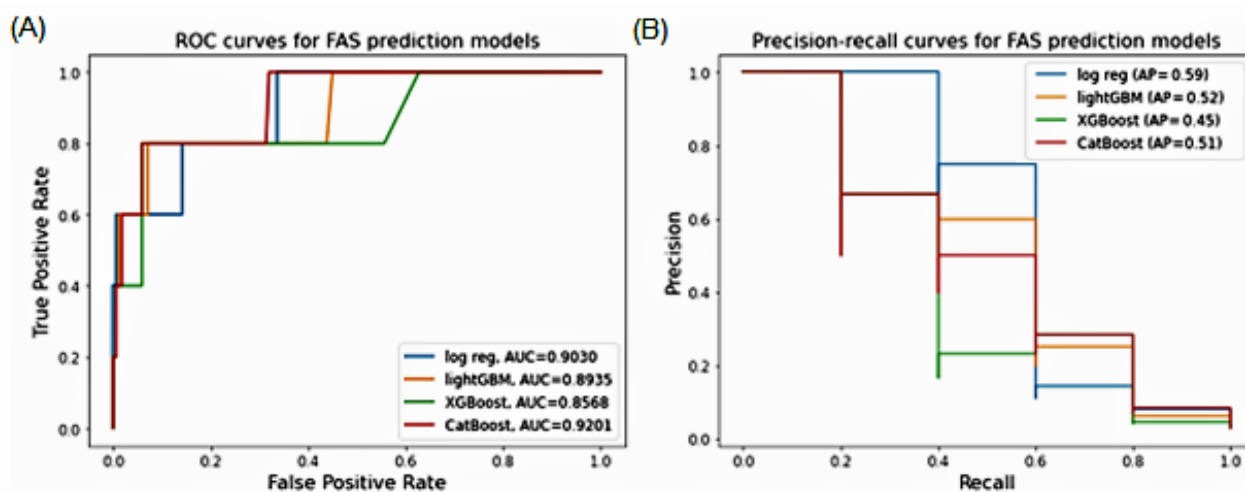 (A)
ROC curves for FAS prediction models
1.0
0.8
0.6
0.4
0.2
0.0
True Positive Rate
0.0 0.2 0.4 0.6 0.8 1.0
False Positive Rate
log reg, AUC=0.9030
lightGBM, AUC=0.8935
XGBoost, AUC=0.8568
CatBoost, AUC=0.9201
(B)
Precision-recall curves for FAS prediction models
1.0
0.8
0.6
0.4
0.2
0.0
Precision
0.0 0.2 0.4 0.6 0.8 1.0
Recall
log reg (AP= 0.59)
lightGBM (AP= 0.52)
XGBoost (AP= 0.45)
CatBoost (AP=0.51)